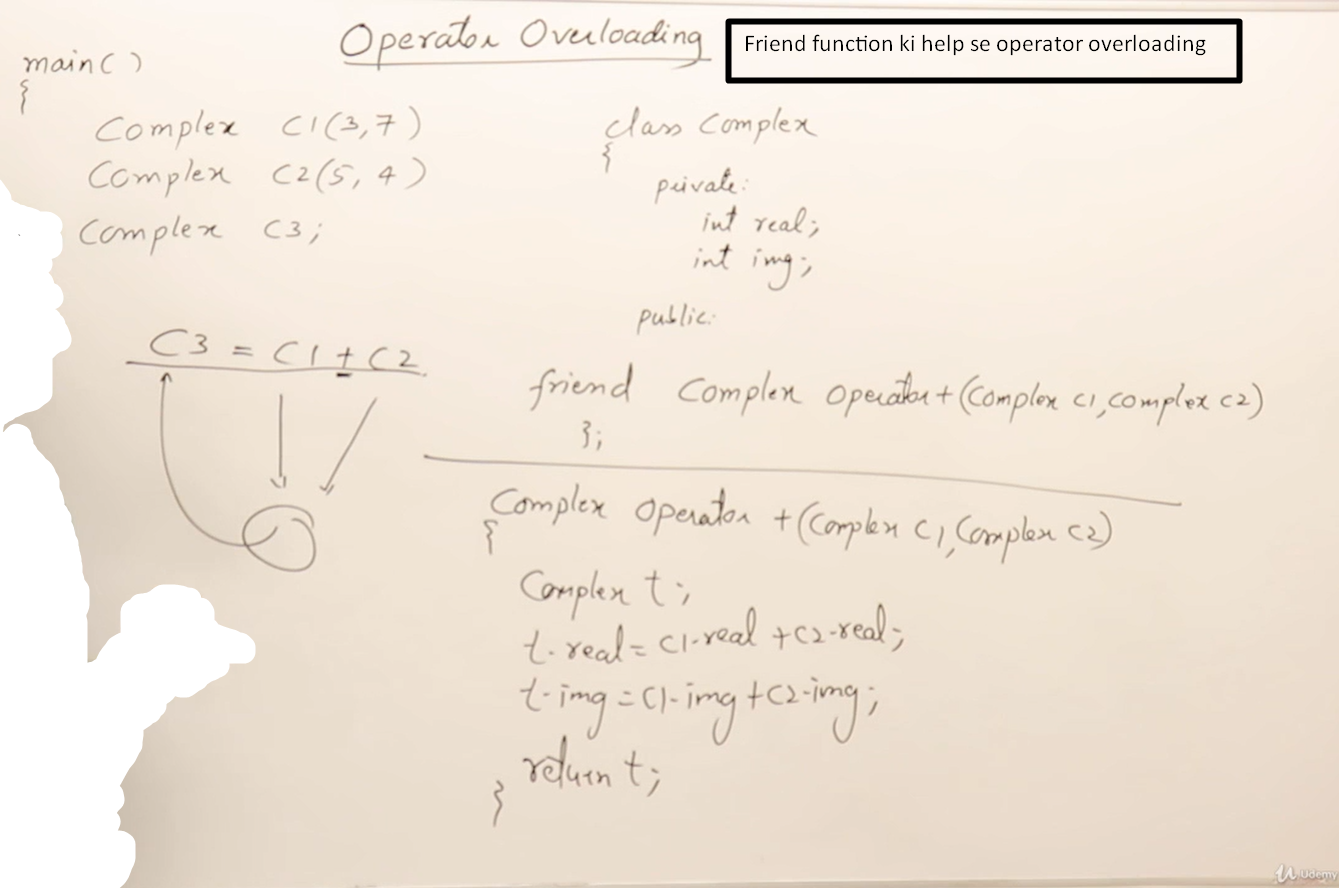 Operator Overloading
Friend function ki help se operator overloading
main( )
{
Complex C1(3,7)
Complex C2(5, 4)
Complex C3;
C3 = C1 + C2
class Complex
{
private:
int real;
int img;
public:
friend Complex operator+(Complex c1, complex c2)
};
Complex operator +(Complex c1, Complex c2)
{
Complex t;
t.real=c1.real +c2.real;
t.img=c1.img+c2.img;
return t;
}
Udemy